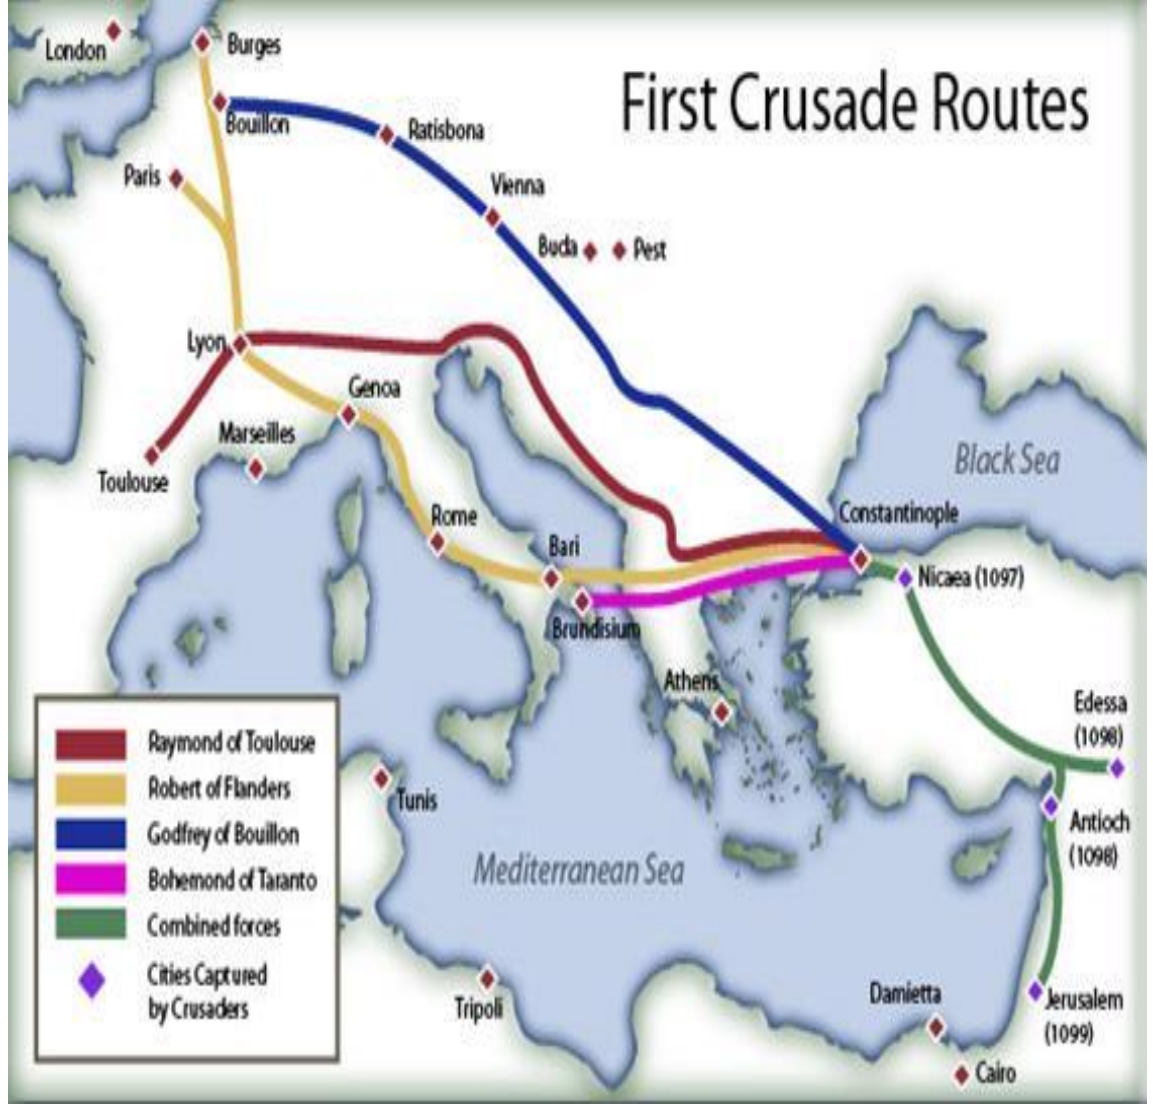 First Crusade Routes
London
Burges
Bouillon
Ratisbona
Paris
Vienna
Buda
Pest
Lyon
Genoa
Marseilles
Toulouse
Black Sea
Rome
Constantinople
Bari
Nicaea (1097)
Brundisium
Athens
Edessa
(1098)
Raymond of Toulouse
Robert of Flanders
Godfrey of Bouillon
Bohemond of Taranto
Combined forces
Cities Captured
by Crusaders
Tunis
Antioch
(1098)
Mediterranean Sea
Tripoli
Damietta
Jerusalem
(1099)
Cairo